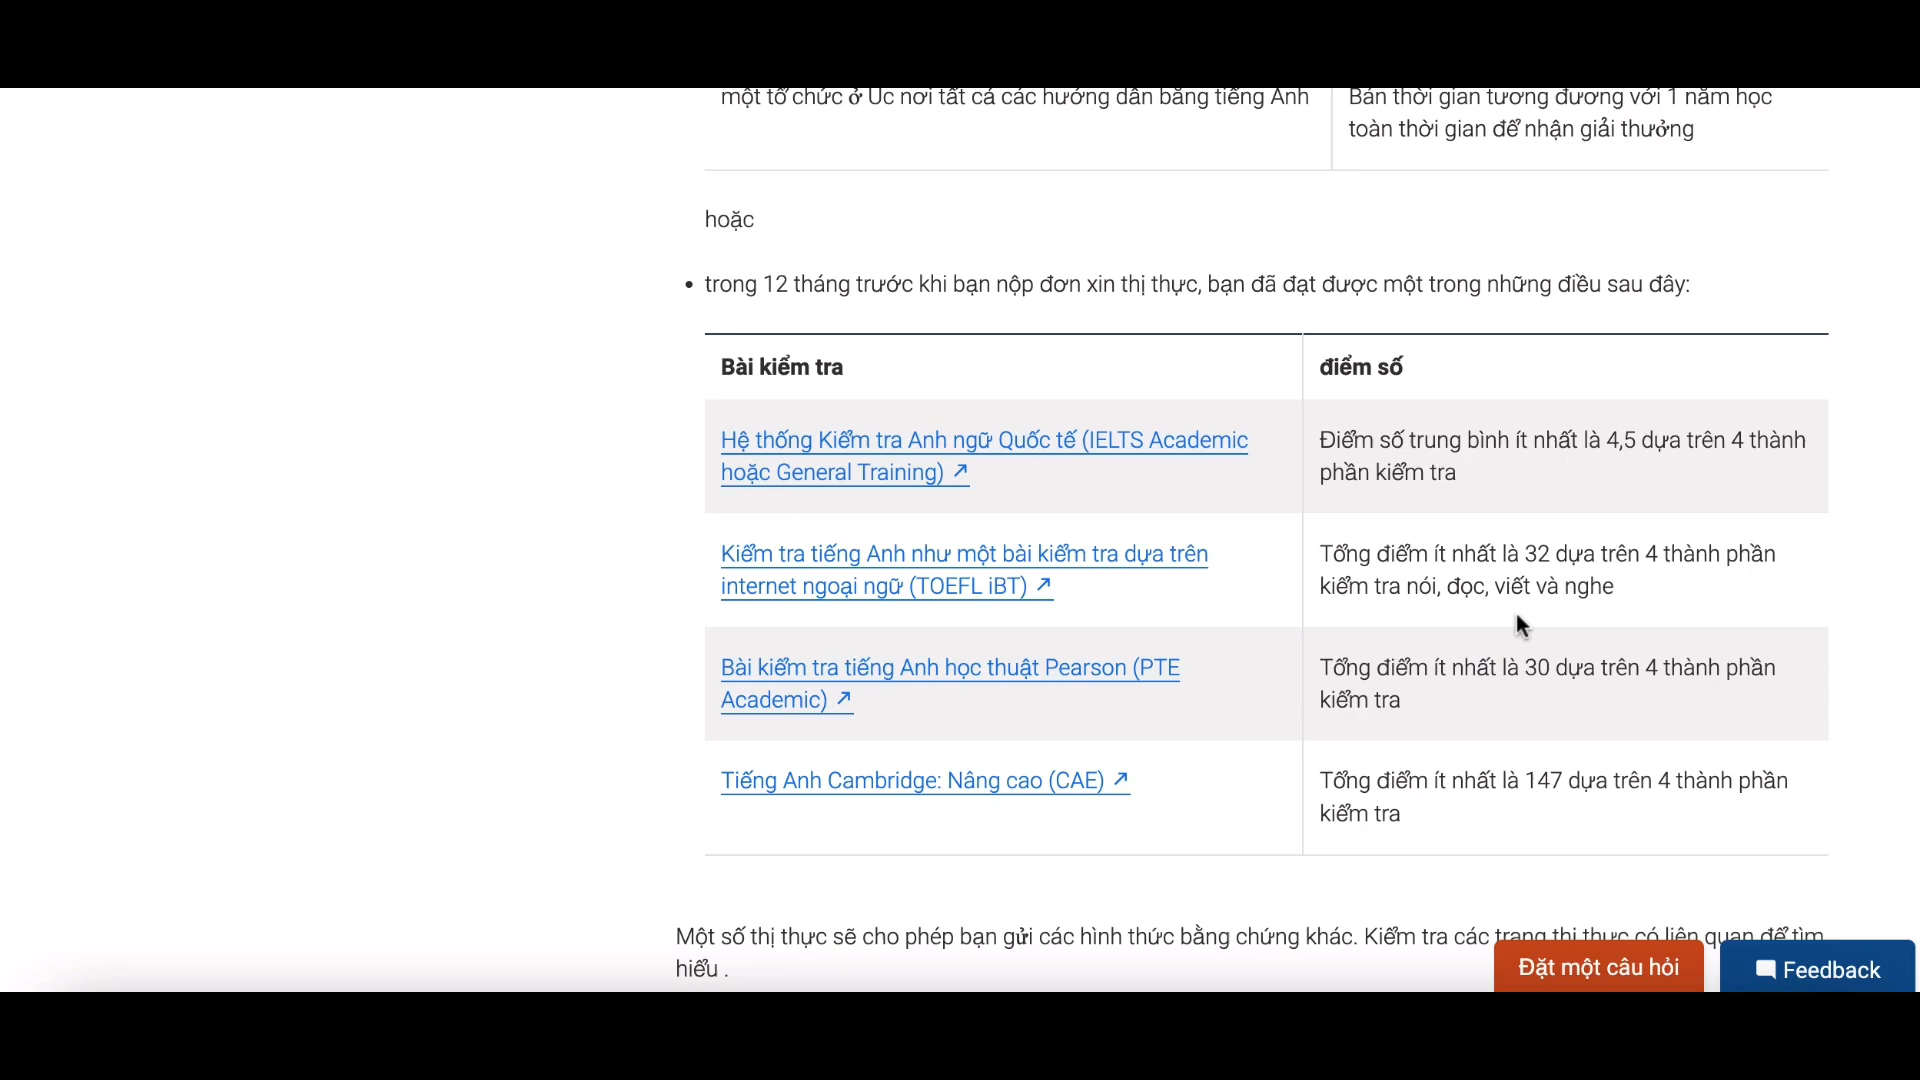 một tổ chức ở Úc nơi tất cả các hướng dẫn bằng tiếng Anh
Bán thời gian tương đương với 1 năm học
toàn thời gian để nhận giải thưởng
hoặc
• trong 12 tháng trước khi bạn nộp đơn xin thị thực, bạn đã đạt được một trong những điều sau đây:
Bài kiểm tra
điểm số
Hệ thống Kiểm tra Anh ngữ Quốc tế (IELTS Academic
hoặc General Training)
Điểm số trung bình ít nhất là 4,5 dựa trên 4 thành
phần kiểm tra
Kiểm tra tiếng Anh như một bài kiểm tra dựa trên
internet ngoại ngữ (TOEFL iBT)
Tổng điểm ít nhất là 32 dựa trên 4 thành phần
kiểm tra nói, đọc, viết và nghe
Bài kiểm tra tiếng Anh học thuật Pearson (PTE
Academic)
Tổng điểm ít nhất là 30 dựa trên 4 thành phần
kiểm tra
Tiếng Anh Cambridge: Nâng cao (CAE)
Tổng điểm ít nhất là 147 dựa trên 4 thành phần
kiểm tra
Một số thị thực sẽ cho phép bạn gửi các hình thức bằng chứng khác. Kiểm tra các trang thị thực có liên quan để tìm
hiểu .
Đặt một câu hỏi
Feedback